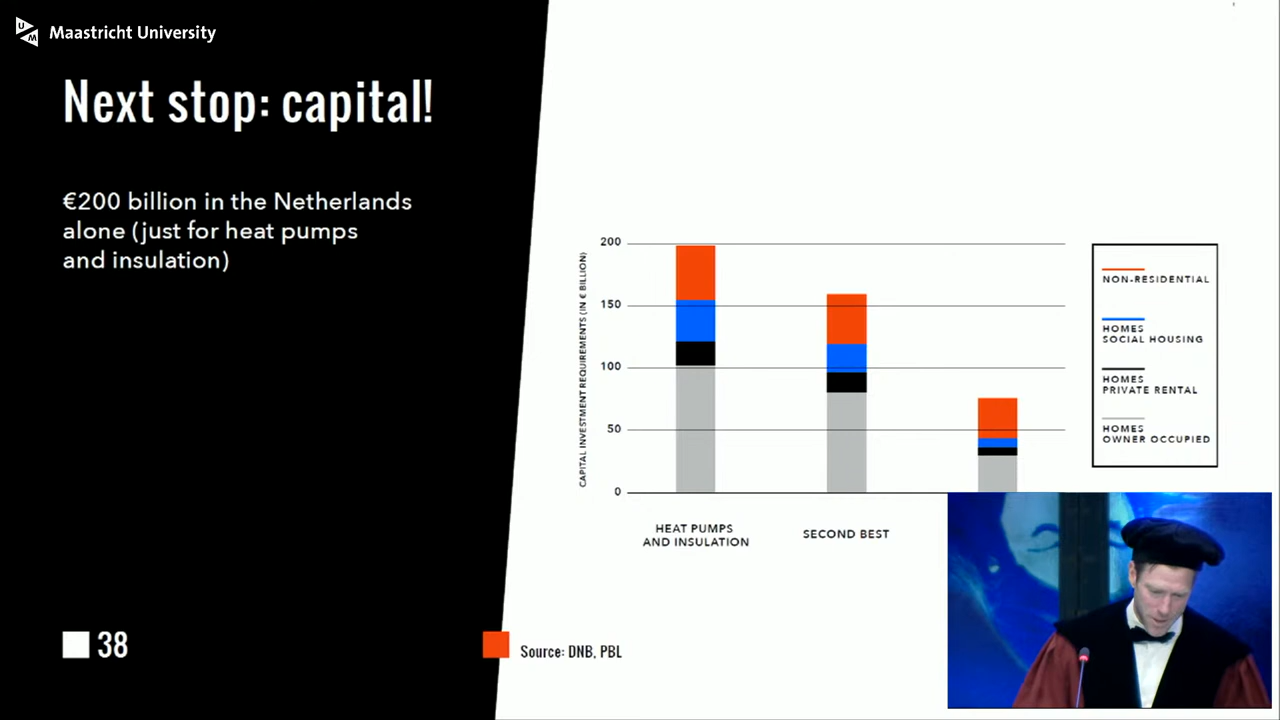 UM
Maastricht University
Next stop: capital!
€200 billion in the Netherlands
alone (just for heat pumps
and insulation)
CAPITAL INVESTMENT REQUIREMENTS (IN € BILLION)
200
150
100
50
0
HEAT PUMPS
AND INSULATION
SECOND BEST
NON-RESIDENTIAL
HOMES
SOCIAL HOUSING
HOMES
PRIVATE RENTAL
HOMES
OWNER OCCUPIED
38
Source: DNB, PBL